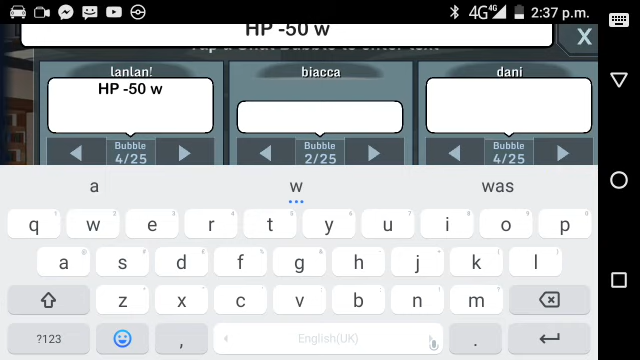 4G 4G 2:37 p.m.
HP -50 w
Tap a Chat Bubble to enter text
X
lanlan! biacca dani
HP -50 w
Bubble Bubble Bubble
4/25 2/25 4/25
a w was
q w e r t y u i o p
a s d f g h j k l
z x c v b n m
?123 , English(UK) .